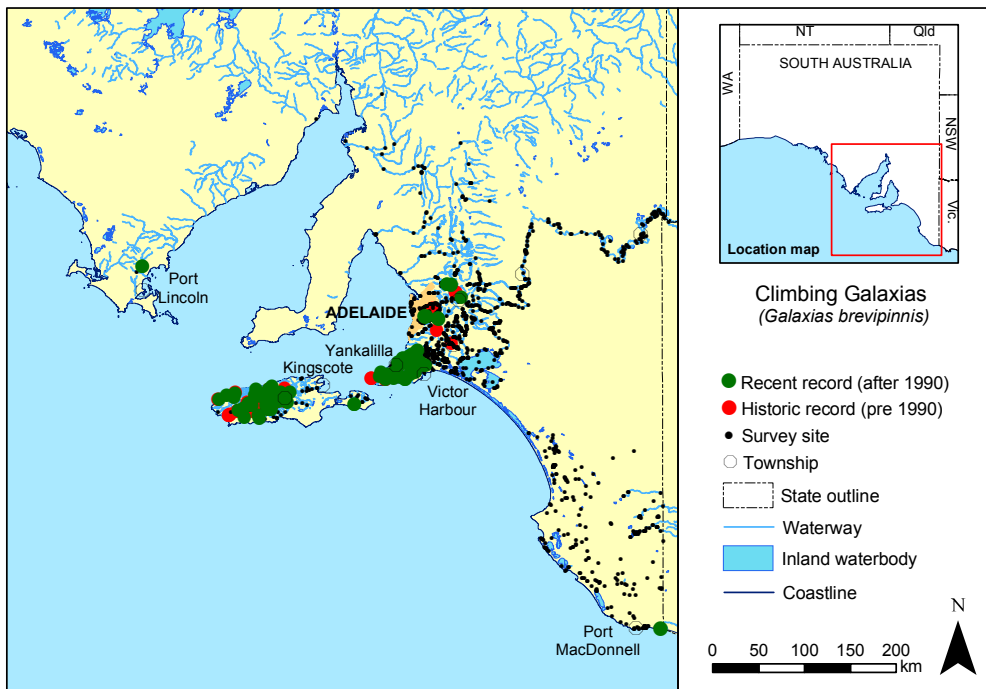 Port
Lincoln
ADELAIDE
Yankalilla
Kingscote
Victor
Harbour
Port
MacDonnell
NT
Qld
SOUTH AUSTRALIA
WA
NSW
Vic.
Location map
Climbing Galaxias
(Galaxias brevipinnis)
Recent record (after 1990)
Historic record (pre 1990)
Survey site
Township
State outline
Waterway
Inland waterbody
Coastline
N
0 50 100 150 200
km